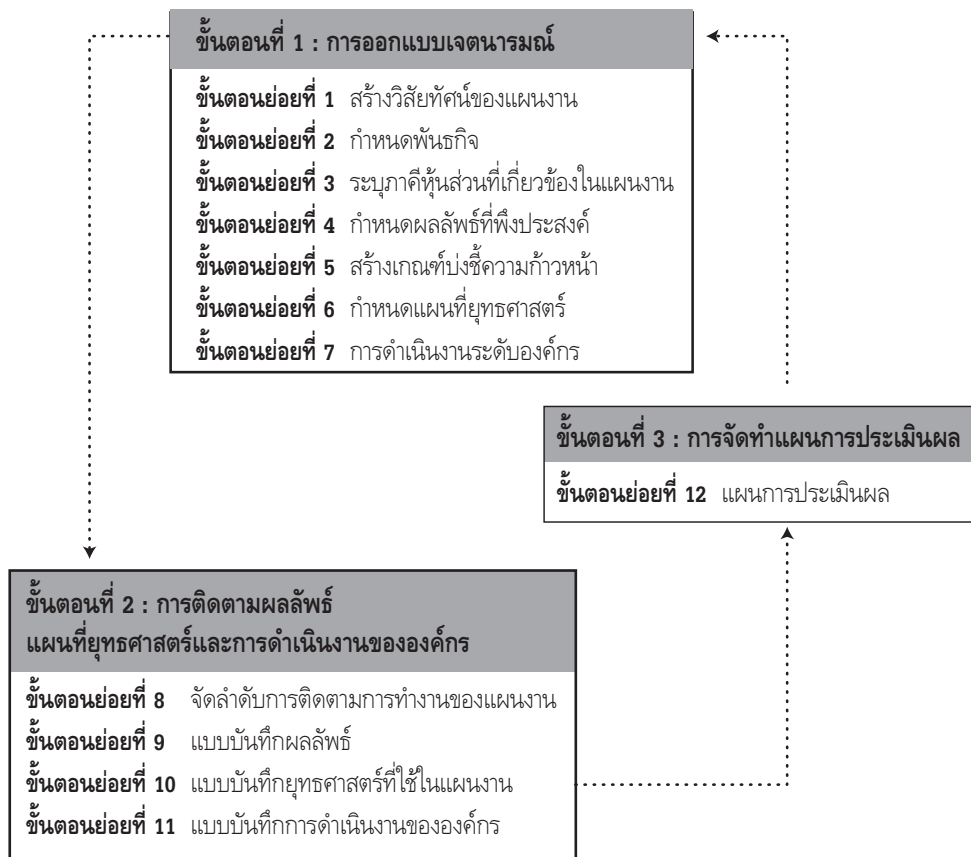 ขั้นตอนที่ 1 : การออกแบบเจตนารมณ์
ขั้นตอนย่อยที่ 1 สร้างวิสัยทัศน์ของแผนงาน
ขั้นตอนย่อยที่ 2 กำหนดพันธกิจ
ขั้นตอนย่อยที่ 3 ระบุภาคีหุ้นส่วนที่เกี่ยวข้องในแผนงาน
ขั้นตอนย่อยที่ 4 กำหนดผลลัพธ์ที่พึงประสงค์
ขั้นตอนย่อยที่ 5 สร้างเกณฑ์บ่งชี้ความก้าวหน้า
ขั้นตอนย่อยที่ 6 กำหนดแผนที่ยุทธศาสตร์
ขั้นตอนย่อยที่ 7 การดำเนินงานระดับองค์กร
ขั้นตอนที่ 3 : การจัดทำแผนการประเมินผล
ขั้นตอนย่อยที่ 12 แผนการประเมินผล
ขั้นตอนที่ 2 : การติดตามผลลัพธ์
แผนที่ยุทธศาสตร์และการดำเนินงานขององค์กร
ขั้นตอนย่อยที่ 8 จัดลำดับการติดตามการทำงานของแผนงาน
ขั้นตอนย่อยที่ 9 แบบบันทึกผลลัพธ์
ขั้นตอนย่อยที่ 10 แบบบันทึกยุทธศาสตร์ที่ใช้ในแผนงาน
ขั้นตอนย่อยที่ 11 แบบบันทึกการดำเนินงานขององค์กร